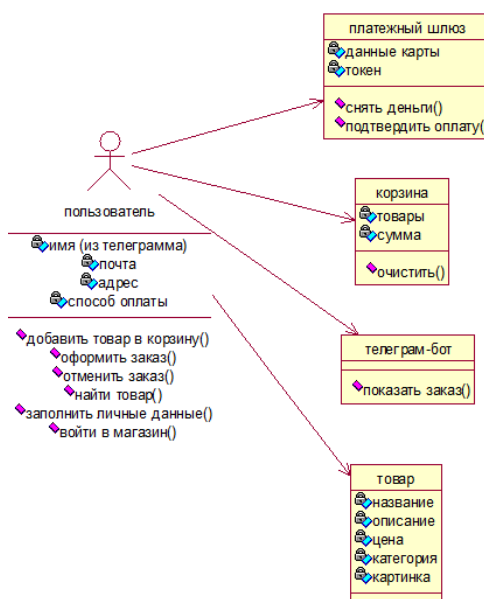 платежный шлюз
данные карты
токен
снять деньги()
подтвердить оплату(
корзина
товары
сумма
очистить()
пользователь
имя (из телеграмма)
почта
адрес
способ оплаты
добавить товар в корзину()
оформить заказ()
отменить заказ()
найти товар()
заполнить личные данные()
войти в магазин()
телеграм-бот
показать заказ()
товар
название
описание
цена
категория
картинка